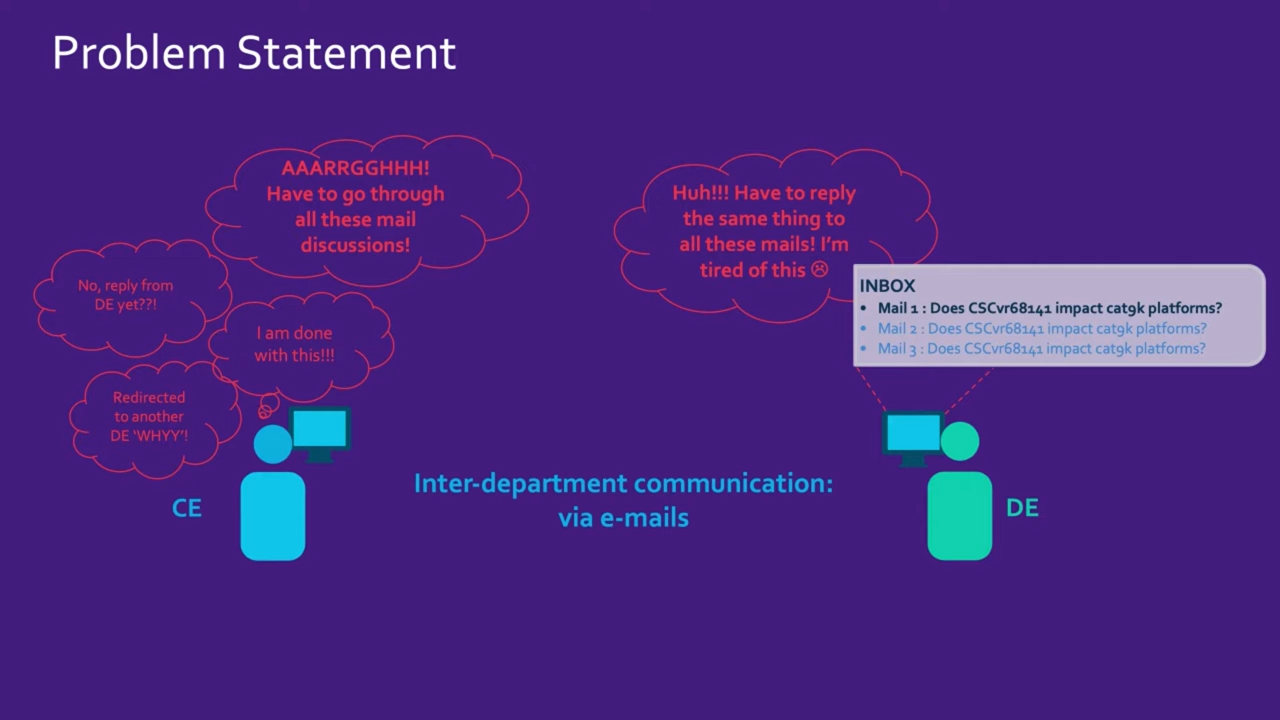 Problem Statement
AAARRGGHHH!
Have to go through
all these mail
discussions!
Huh!!! Have to reply
the same thing to
all these mails! I'm
tired of this ☹
No, reply from
DE yet??!
I am done
with this!!!
Redirected
to another
DE 'WHYY'!
INBOX
• Mail 1 : Does CSCvr68141 impact cat9k platforms?
• Mail 2 : Does CSCvr68141 impact cat9k platforms?
• Mail 3 : Does CSCvr68141 impact cat9k platforms?
CE
Inter-department communication:
via e-mails
DE